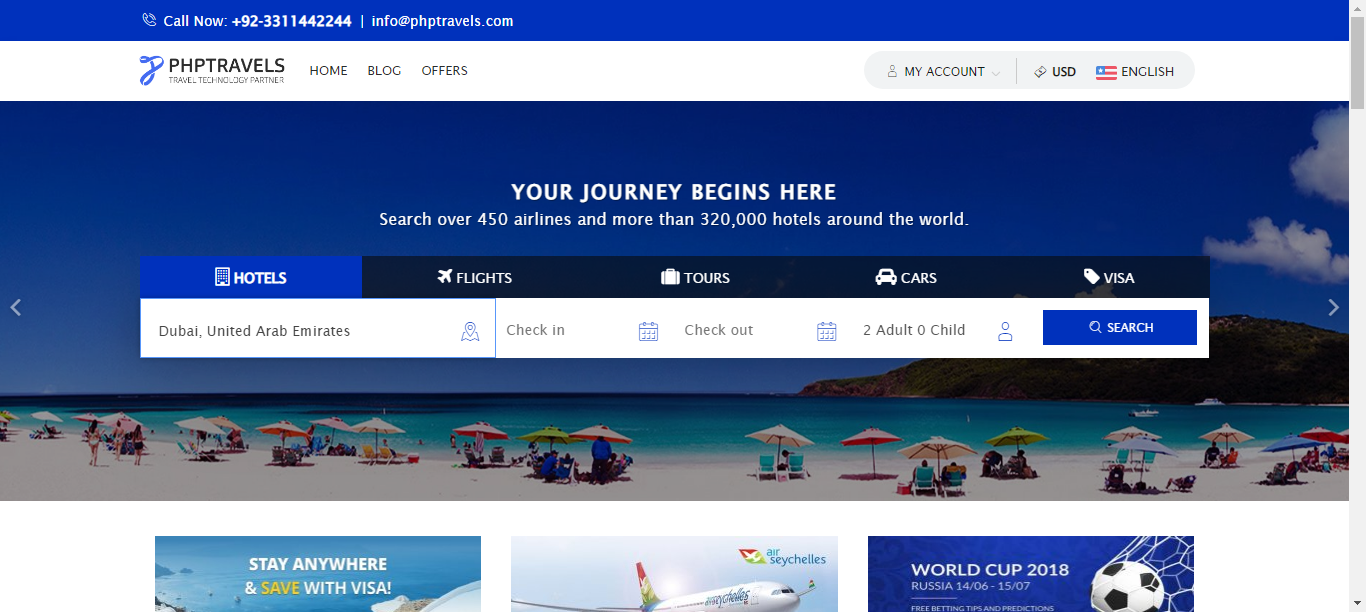 Call Now: +92-3311442244 | info@phptravels.com
PHPTRAVELS
TRAVEL TECHNOLOGY PARTNER
HOME BLOG OFFERS
MY ACCOUNT USD ENGLISH
YOUR JOURNEY BEGINS HERE
Search over 450 airlines and more than 320,000 hotels around the world.
HOTELS FLIGHTS TOURS CARS VISA
Dubai, United Arab Emirates Check in Check out 2 Adult 0 Child SEARCH
STAY ANYWHERE
& SAVE WITH VISA!
air
seychelles
airseychelles
WORLD CUP 2018
RUSSIA 14/06 - 15/07
FREE BETTING TIPS AND PREDICTIONS